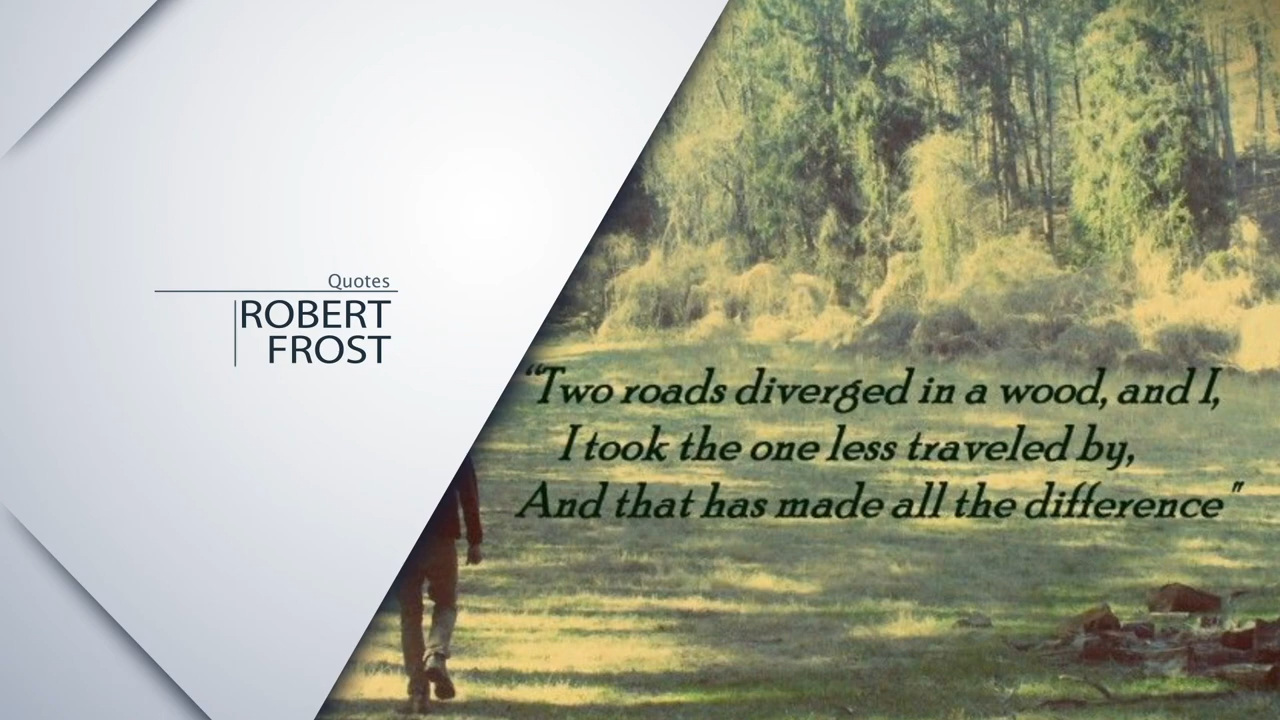 Quotes
ROBERT
FROST
“Two roads diverged in a wood, and I,
I took the one less traveled by,
And that has made all the difference"